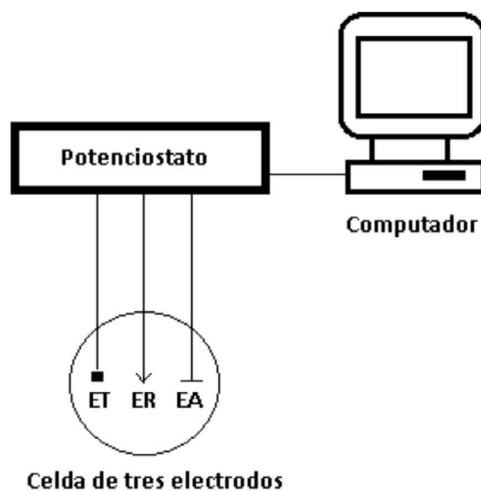 Potenciostato
Computador
ET ER EA
Celda de tres electrodos